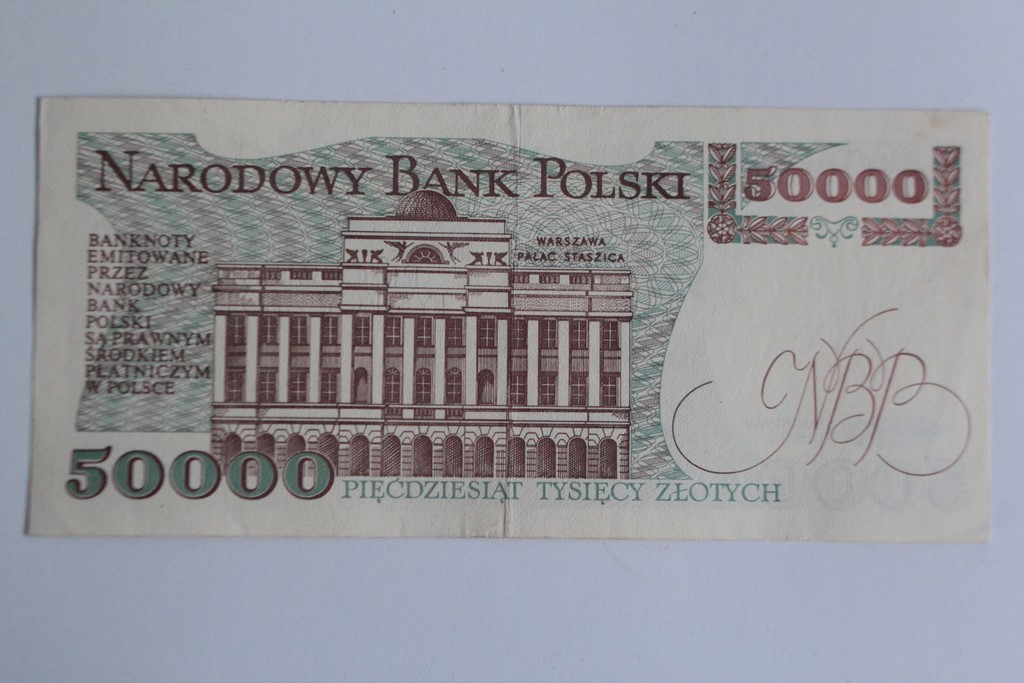 NARODOWY BANK POLSKI
50000
BANKNOTY
EMITOWANE
PRZEZ
NARODOWY
BANK
POLSKI
SĄ PRAWNYM
ŚRODKIEM
PŁATNICZYM
W POLSCE
WARSZAWA
PAŁAC STASZICA
NBP
50000
PIĘĆDZIESIĄT TYSIĘCY ZŁOTYCH